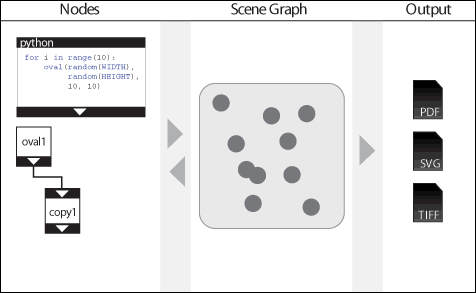 Nodes
Scene Graph
Output
python
for i in range(10):
oval(random(WIDTH),
random(HEIGHT),
10, 10)
oval1
copy1
PDF
SVG
TIFF